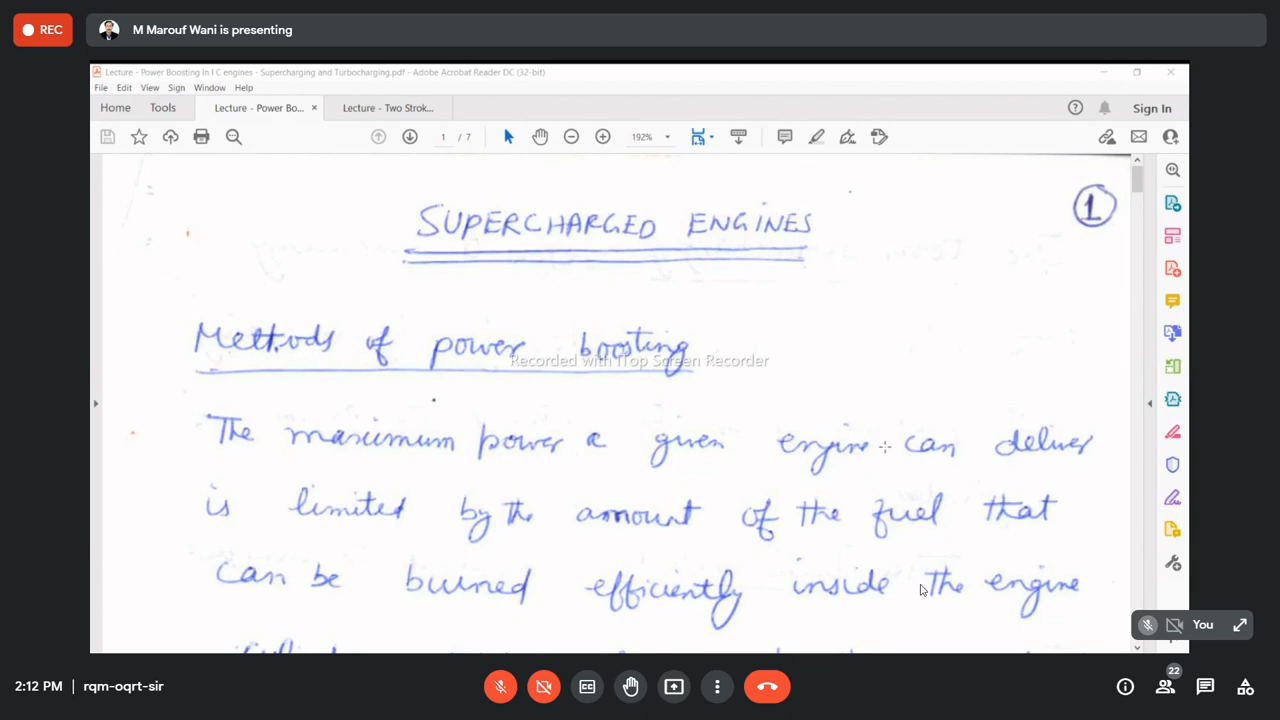 REC
M Marouf Wani is presenting
Lecture - Power Boosting In I C engines - Supercharging and Turbocharging.pdf - Adobe Acrobat Reader DC (32-bit)
File Edit View Sign Window Help
Home Tools Lecture - Power Bo... × Lecture - Two Strok... Sign In
1 / 7 192%
1
SUPERCHARGED ENGINES
Methods of power boosting
Recorded with iTop Screen Recorder
The maximum power a given engine can deliver
is limited by the amount of the fuel that
can be burned efficiently inside the engine
You
2:12 PM | rqm-oqrt-sir
22